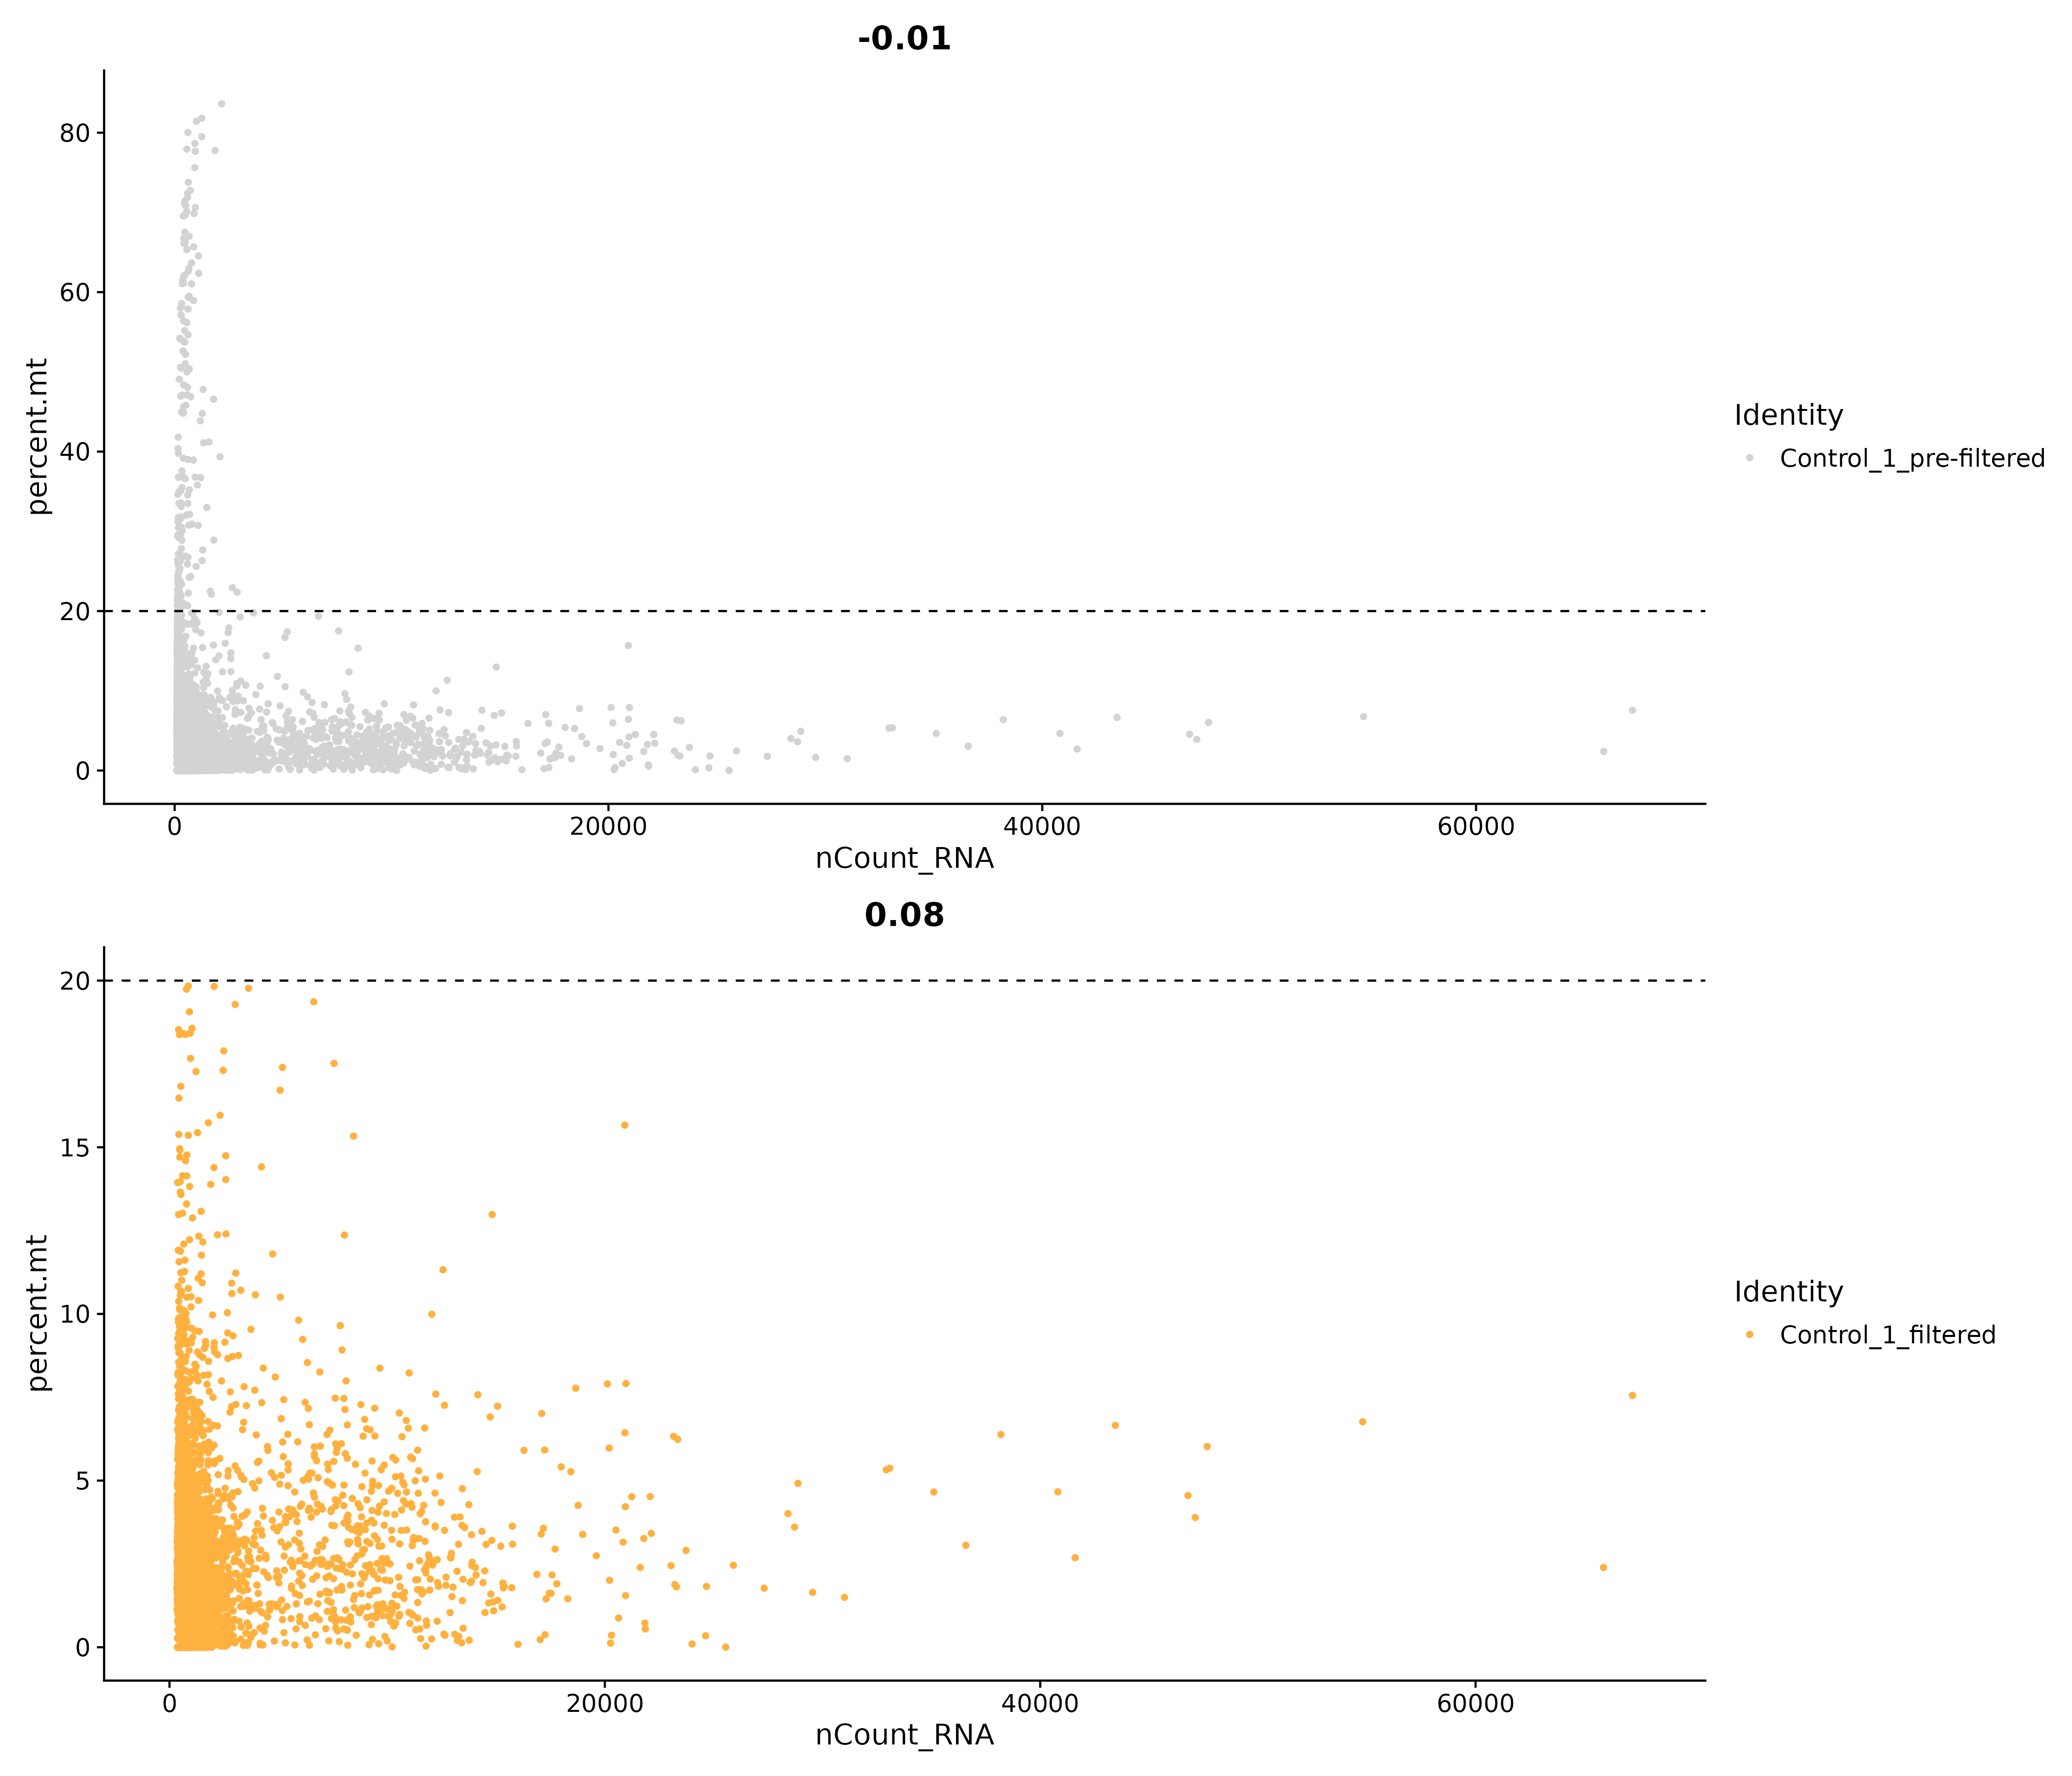 -0.01
80
60
40
20
0
percent.mt
0 20000 40000 60000
nCount_RNA
Identity
Control_1_pre-filtered
0.08
20
15
10
5
0
percent.mt
0 20000 40000 60000
nCount_RNA
Identity
Control_1_filtered